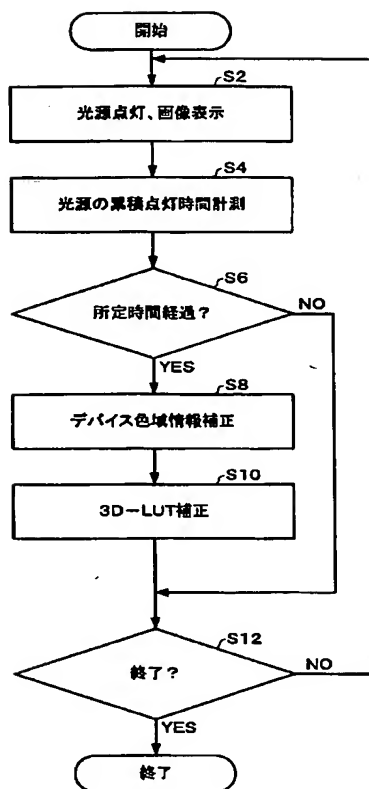 開始
S2
光源点灯、画像表示
S4
光源の累積点灯時間計測
S6
所定時間経過？
NO
YES
S8
デバイス色域情報補正
S10
3D－LUT補正
S12
終了？
NO
YES
終了